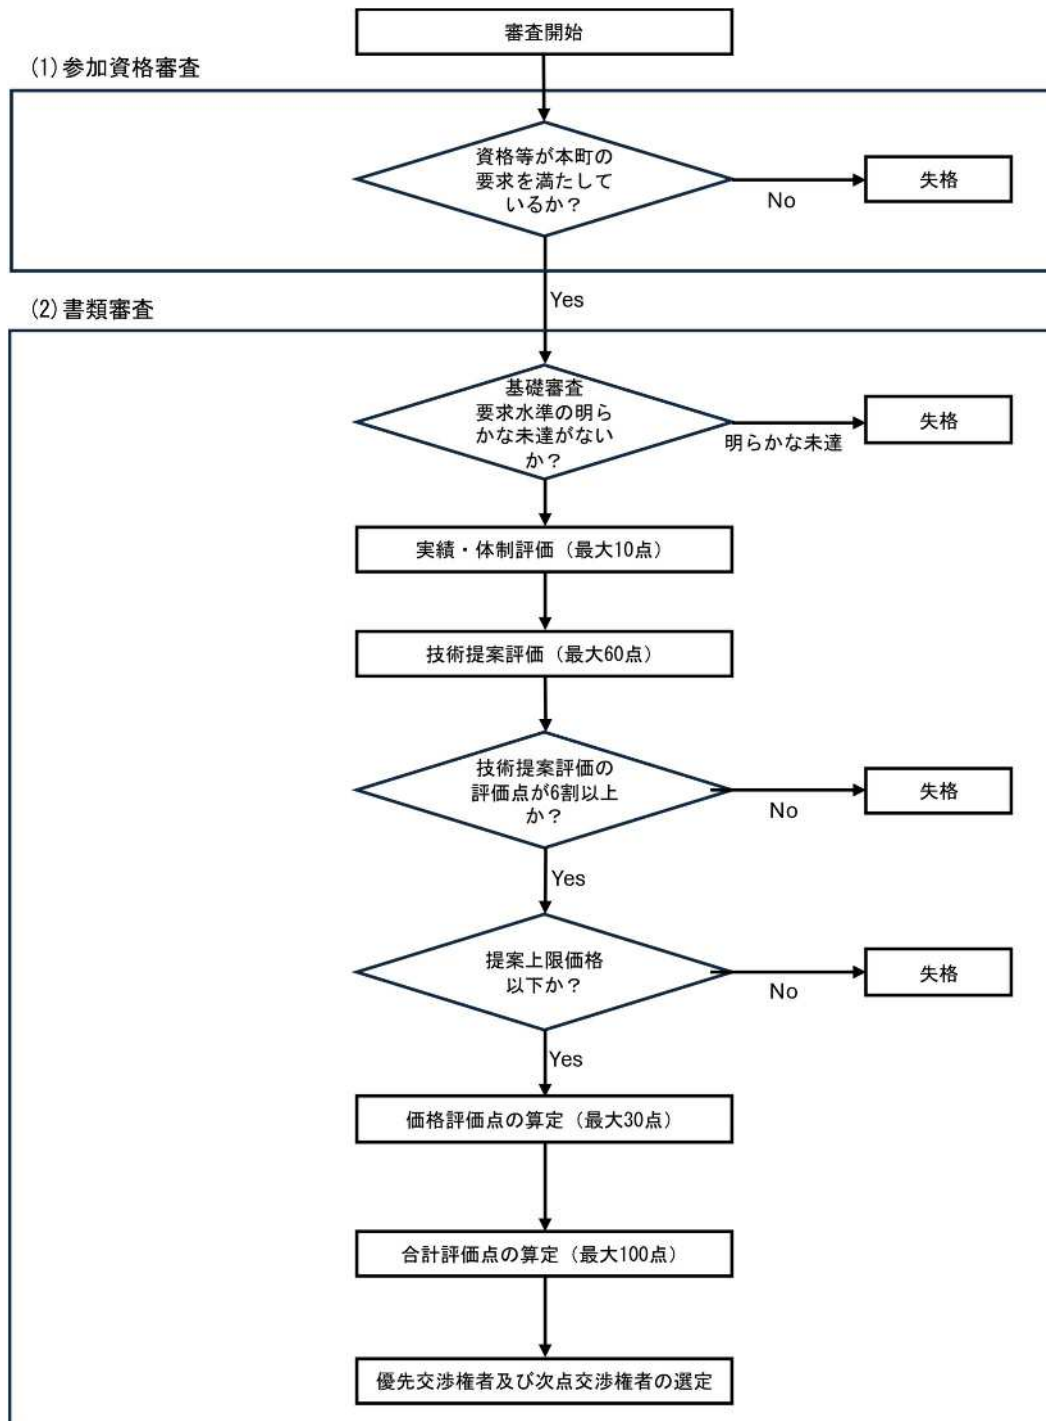 審査開始
(1)参加資格審査
資格等が本町の
要求を満たして
いるか？
No
失格
Yes
(2)書類審査
基礎審査
要求水準の明ら
かな未達がない
か？
明らかな未達
失格
実績・体制評価（最大10点）
技術提案評価（最大60点）
技術提案評価の
評価点が6割以上
か？
No
失格
Yes
提案上限価格
以下か？
No
失格
Yes
価格評価点の算定（最大30点）
合計評価点の算定（最大100点）
優先交渉権者及び次点交渉権者の選定